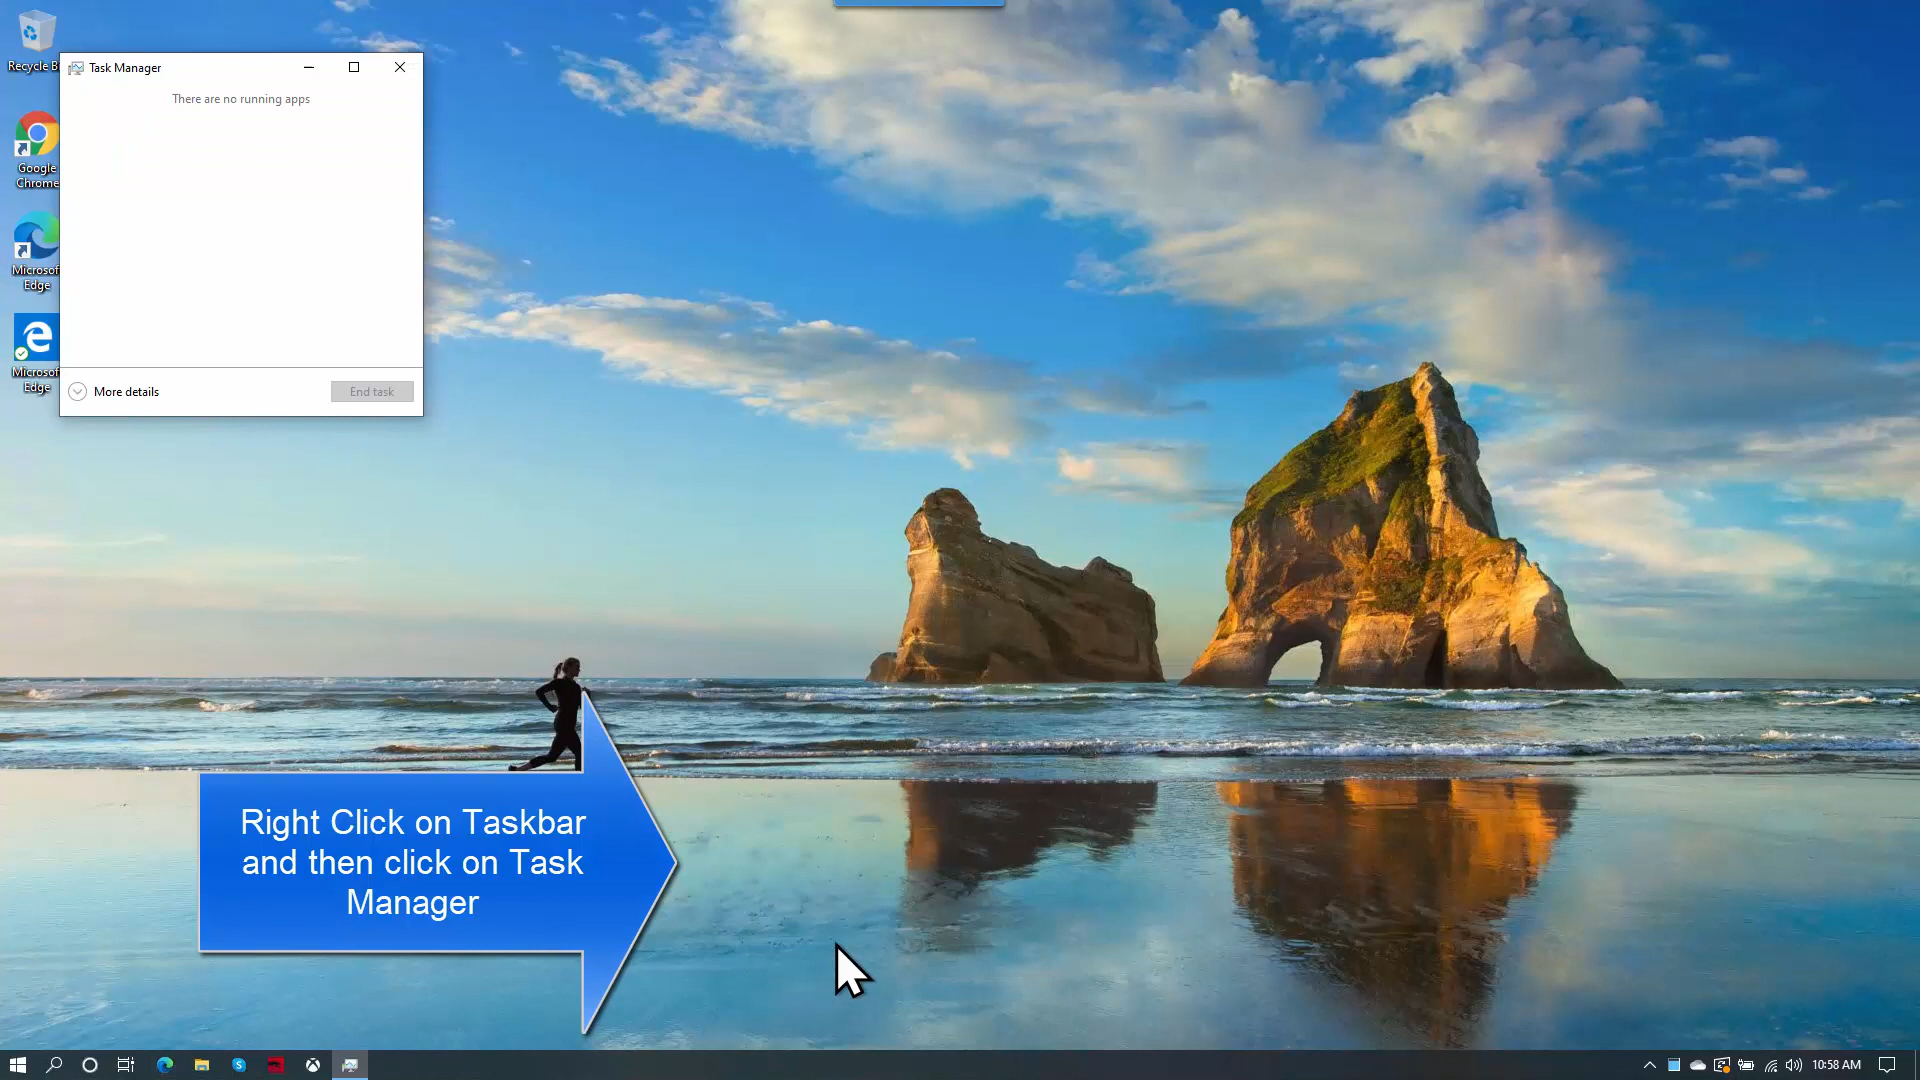 Recycle B
Task Manager
There are no running apps
Google
Chrome
Microsof
Edge
Microsof
Edge
More details
End task
Right Click on Taskbar
and then click on Task
Manager
10:58 AM